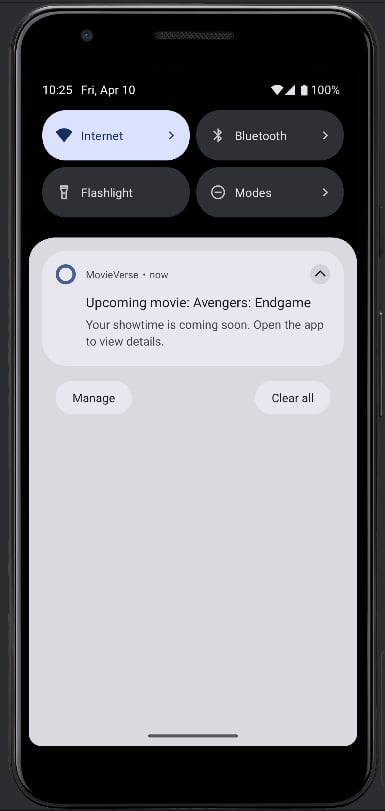 10:25 Fri, Apr 10 100%
Internet Bluetooth
Flashlight Modes
MovieVerse • now
Upcoming movie: Avengers: Endgame
Your showtime is coming soon. Open the app
to view details.
Manage Clear all